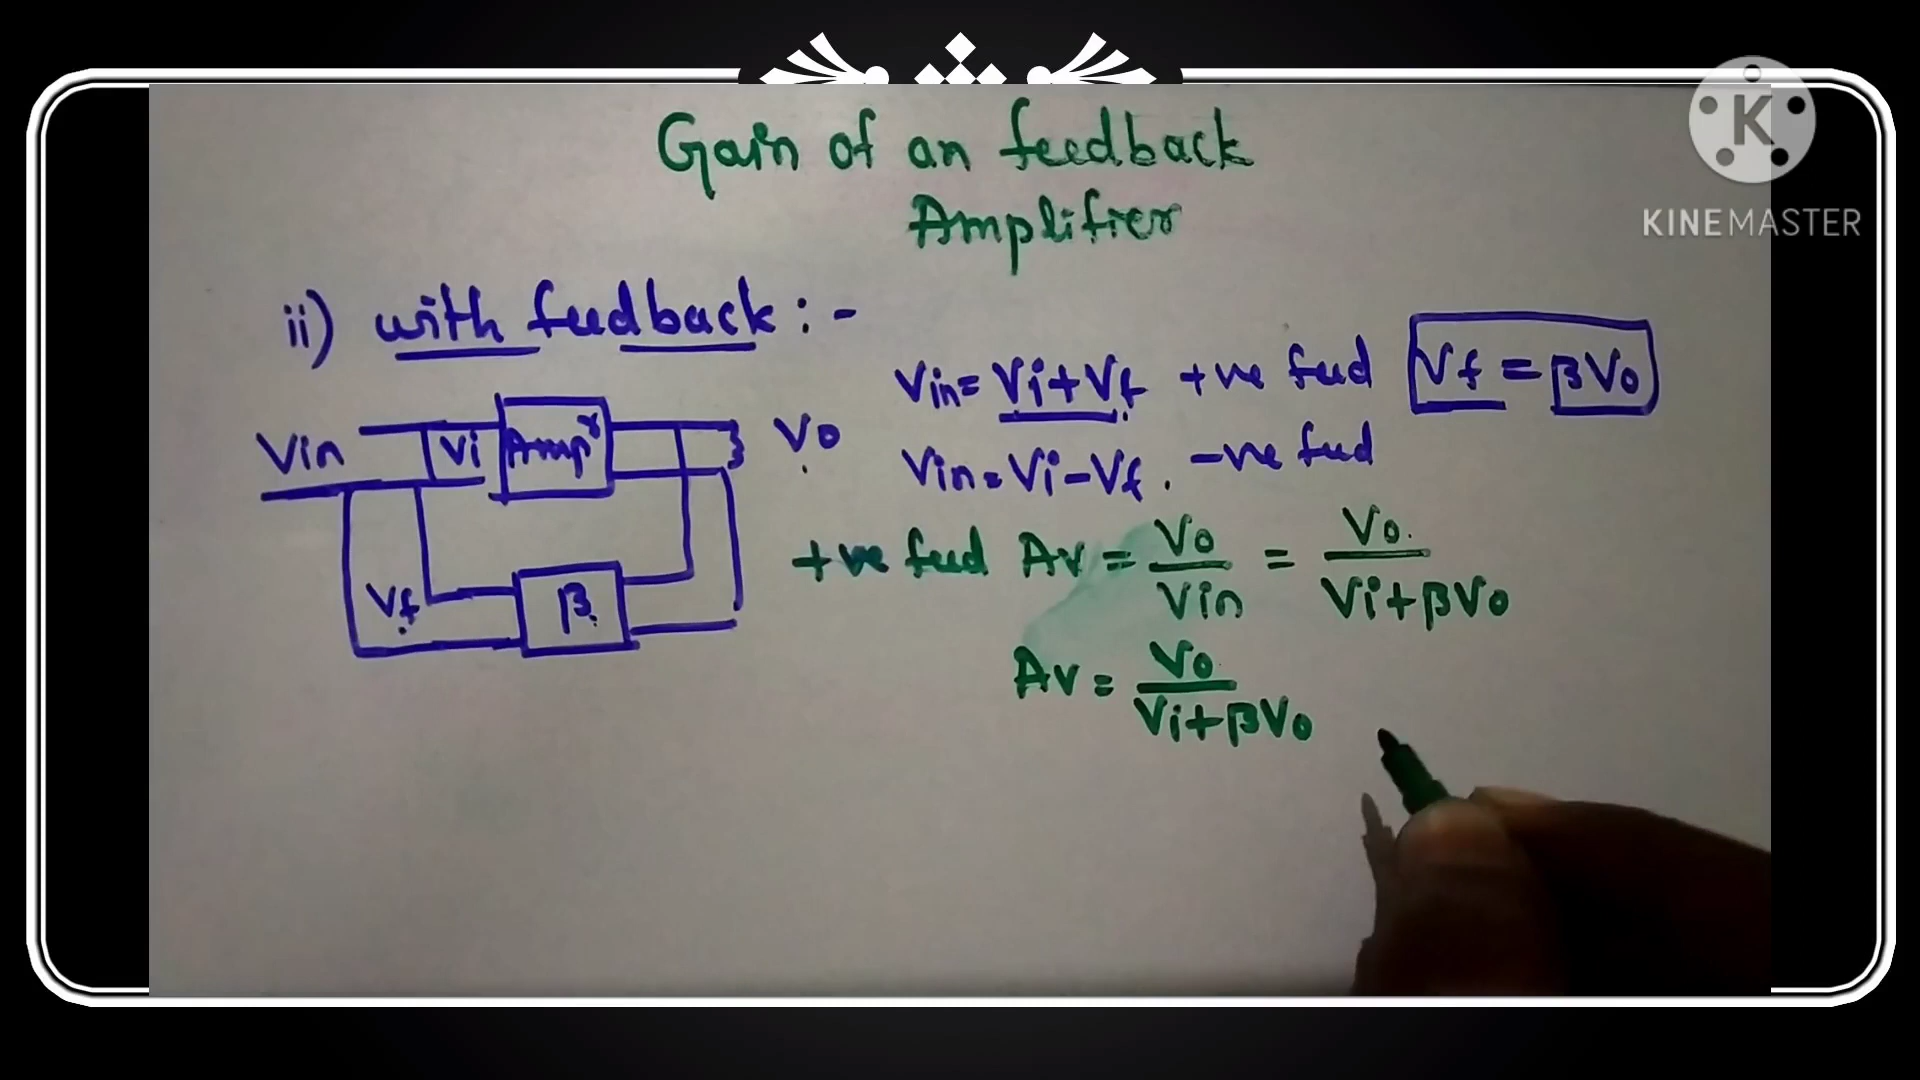 Gain of an feedback
Amplifier
K
KINEMASTER
ii) with feedback :-
Vin = Vi + Vf +ve feed Vf = βVo
Vin = Vi - Vf . -ve feed
Vin Vi Ampr Vo
Vf β
+ve feed Av = Vo / Vin = Vo / Vi + βVo
Av = Vo / Vi + βVo